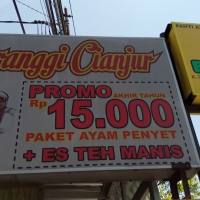 ranggi Cianjur
PROMO AKHIR TAHUN
Rp 15.000
PAKET AYAM PENYET
+ ES TEH MANIS